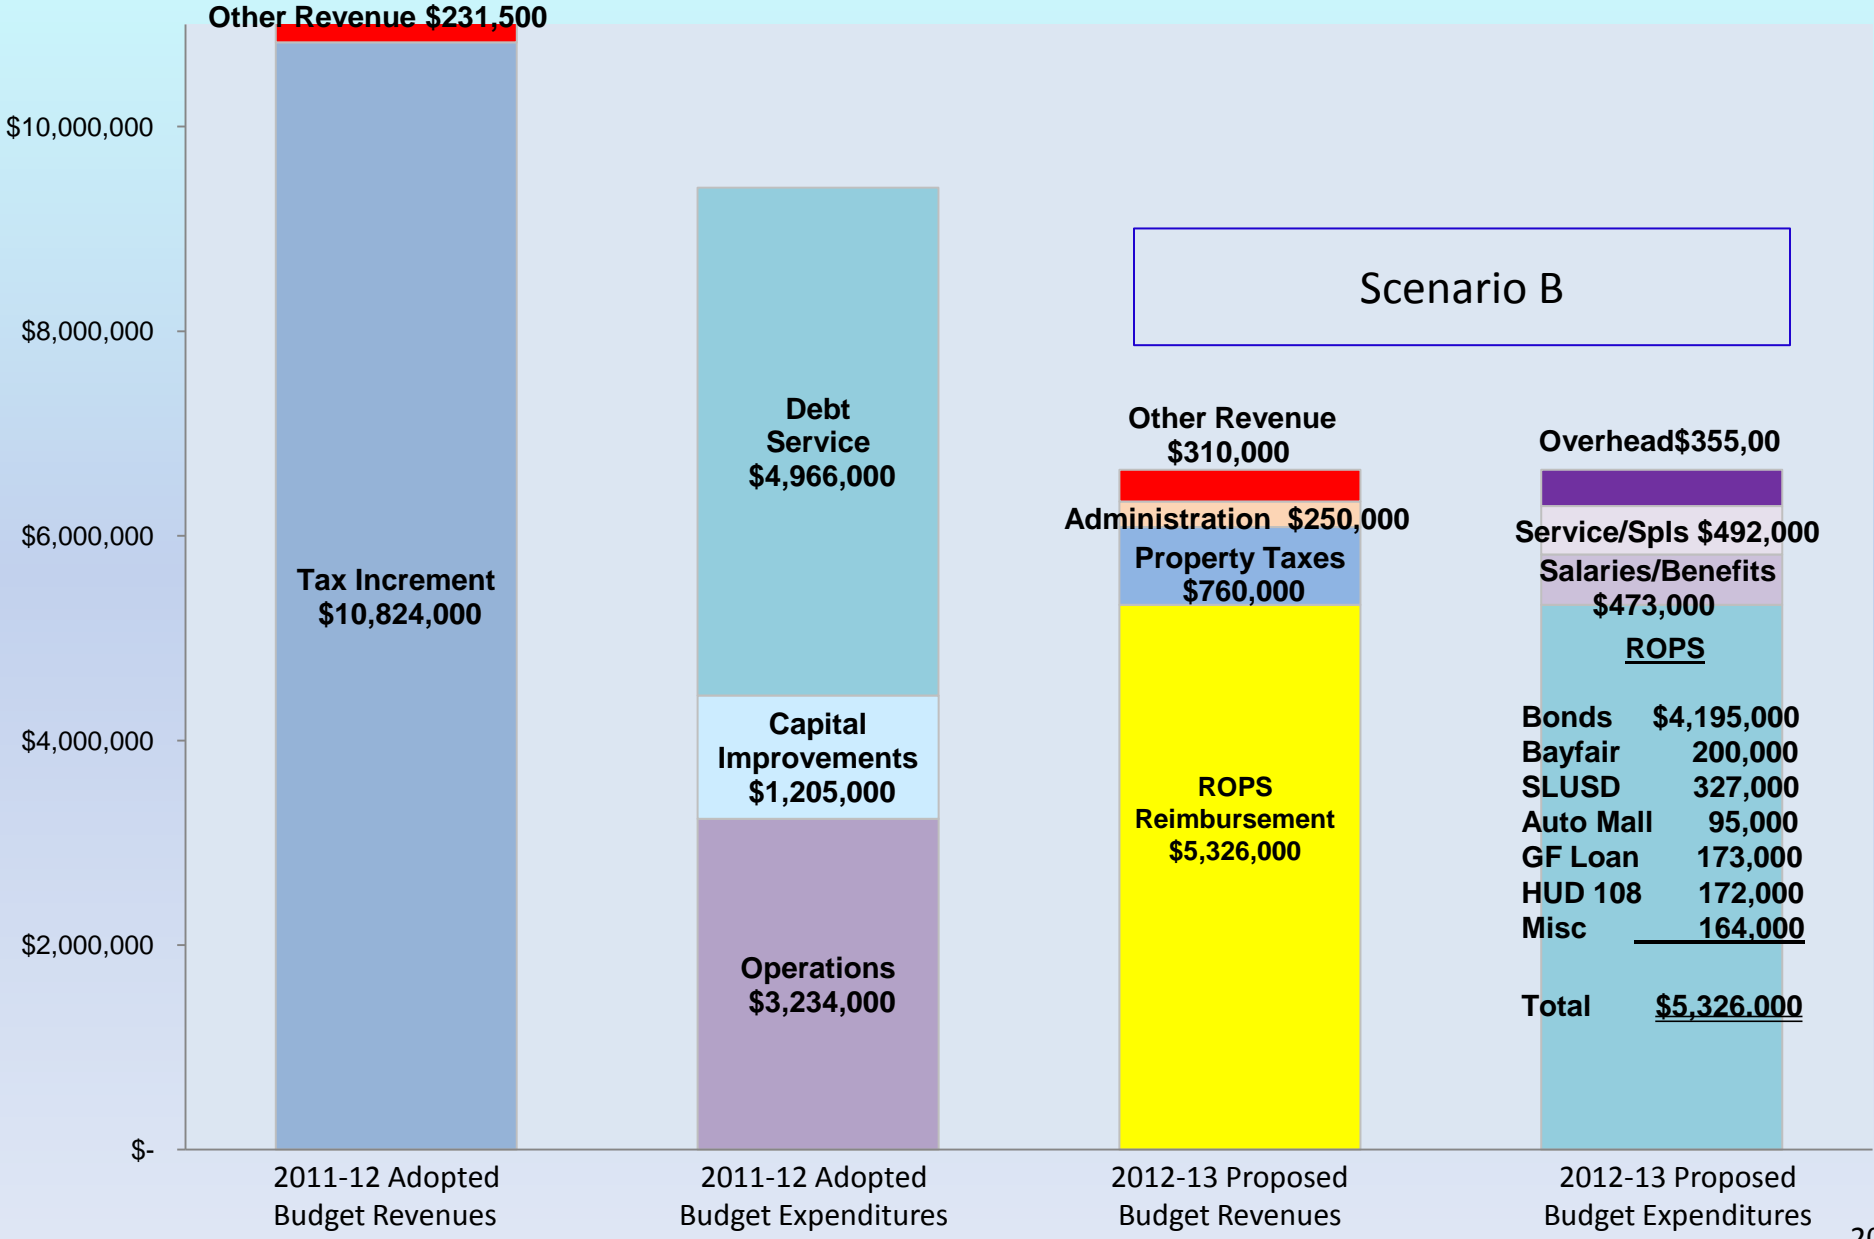 Other Revenue $231,500
$10,000,000
$8,000,000
$6,000,000
$4,000,000
$2,000,000
$-
Tax Increment
$10,824,000
Debt
Service
$4,966,000
Capital
Improvements
$1,205,000
Operations
$3,234,000
Scenario B
Other Revenue
$310,000
Administration $250,000
Property Taxes
$760,000
ROPS
Reimbursement
$5,326,000
Overhead$355,00
Service/Spls $492,000
Salaries/Benefits
$473,000
ROPS
Bonds $4,195,000
Bayfair 200,000
SLUSD 327,000
Auto Mall 95,000
GF Loan 173,000
HUD 108 172,000
Misc 164,000
Total $5,326.000
2011-12 Adopted
Budget Revenues
2011-12 Adopted
Budget Expenditures
2012-13 Proposed
Budget Revenues
2012-13 Proposed
Budget Expenditures